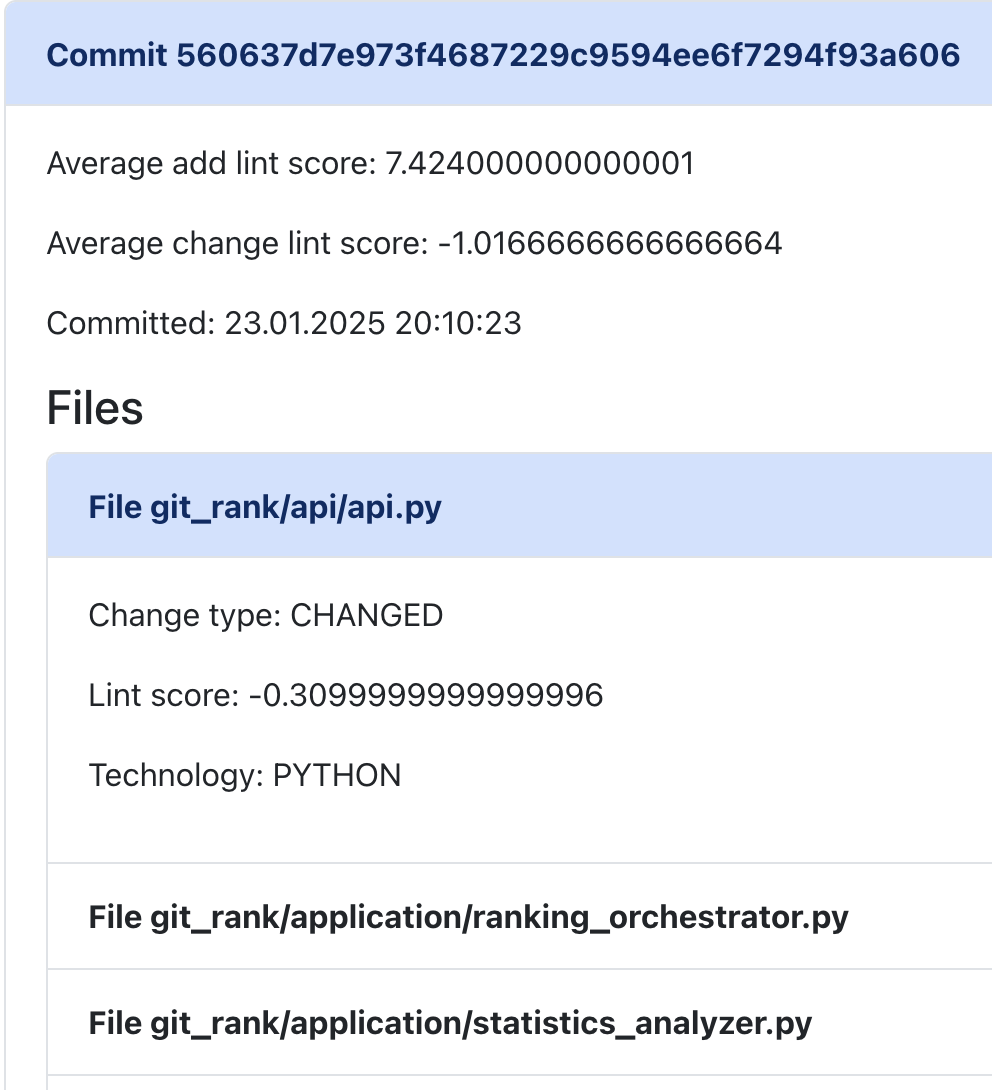 Commit 560637d7e973f4687229c9594ee6f7294f93a606
Average add lint score: 7.424000000000001
Average change lint score: -1.0166666666666664
Committed: 23.01.2025 20:10:23
Files
File git_rank/api/api.py
Change type: CHANGED
Lint score: -0.3099999999999996
Technology: PYTHON
File git_rank/application/ranking_orchestrator.py
File git_rank/application/statistics_analyzer.py